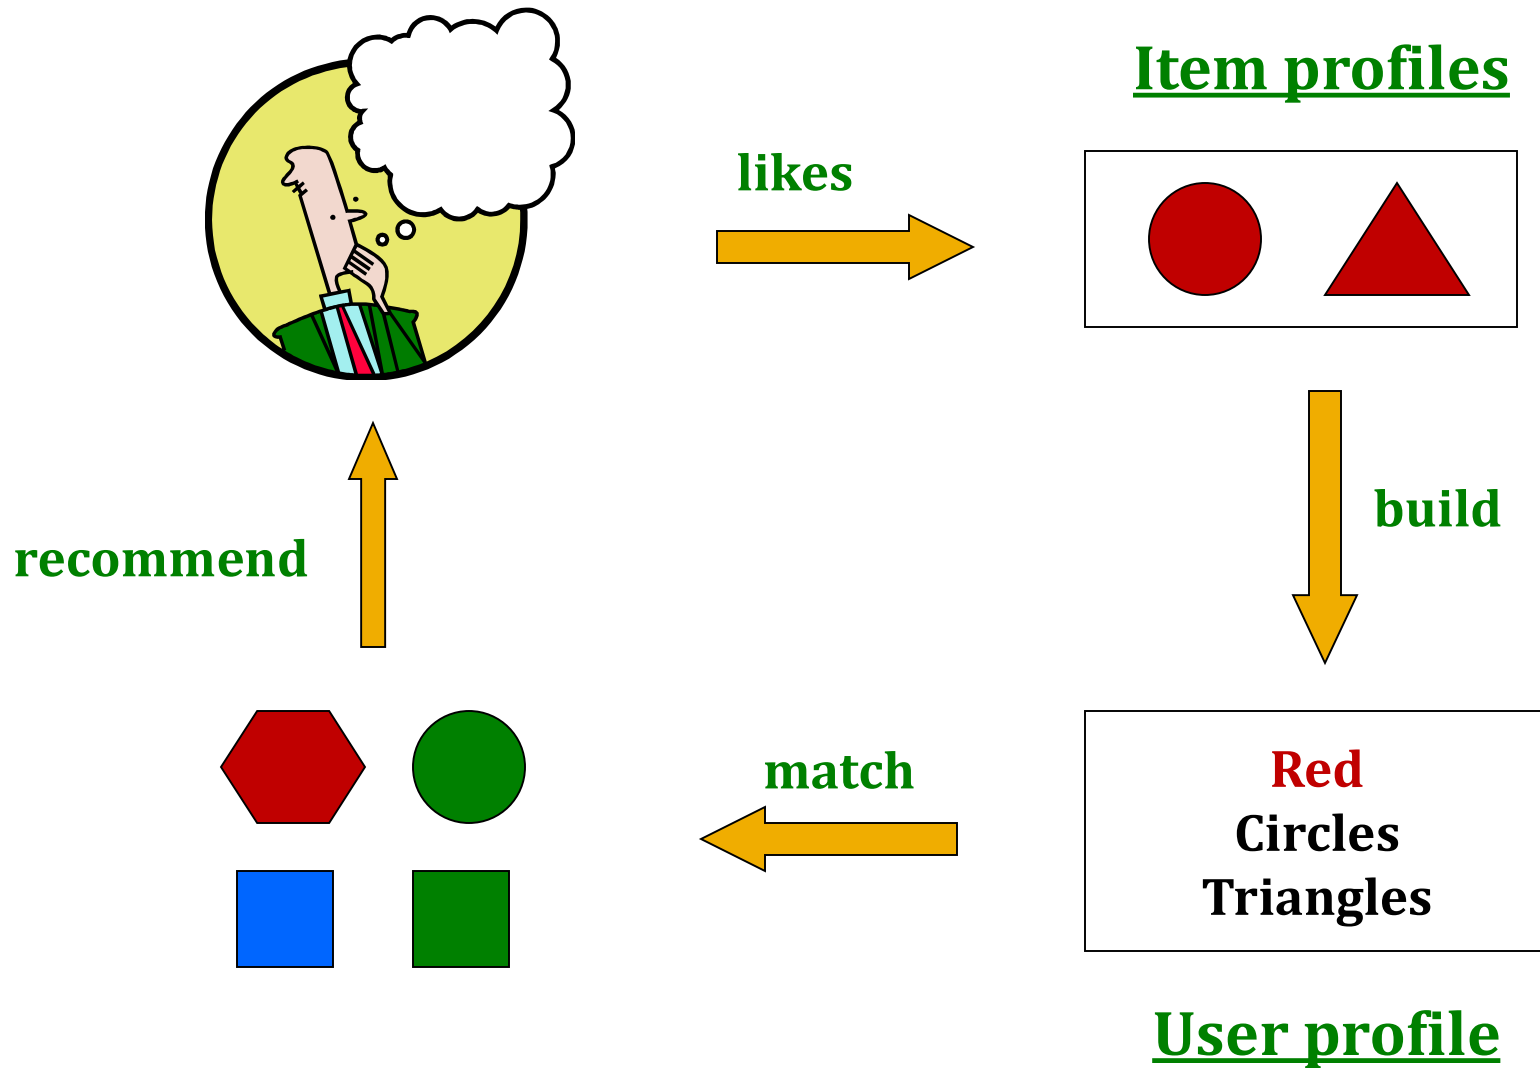 Item profiles
likes
build
recommend
match
Red
Circles
Triangles
User profile